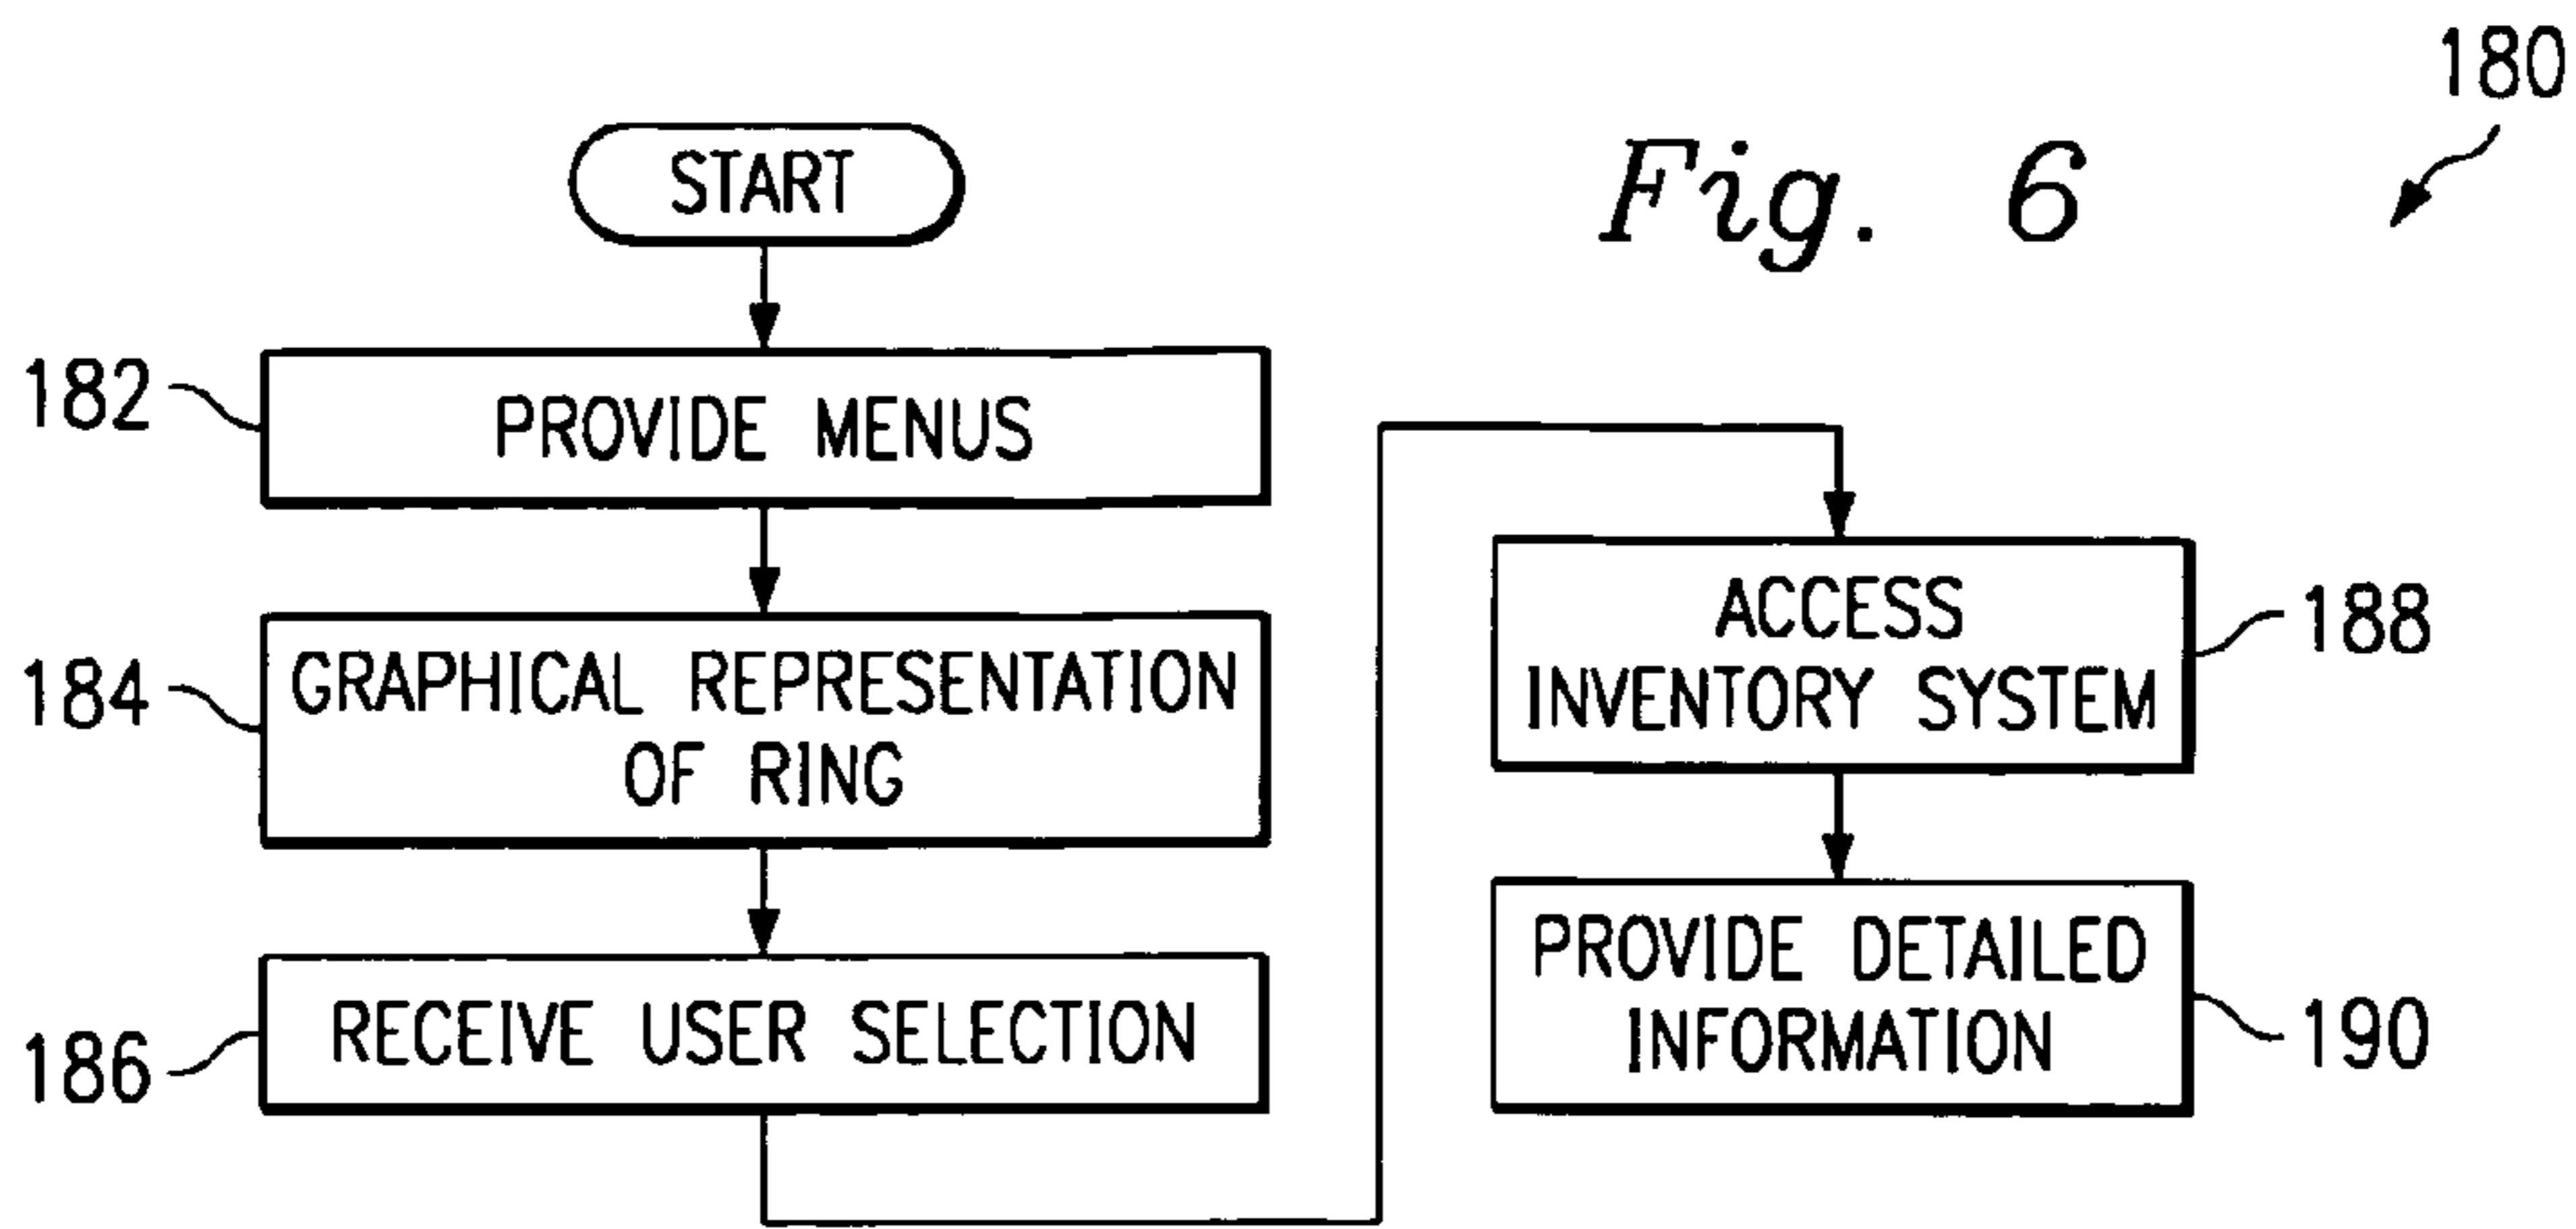 180
Fig. 6
START
182
PROVIDE MENUS
184
GRAPHICAL REPRESENTATION
OF RING
186
RECEIVE USER SELECTION
ACCESS
INVENTORY SYSTEM
188
PROVIDE DETAILED
INFORMATION
190